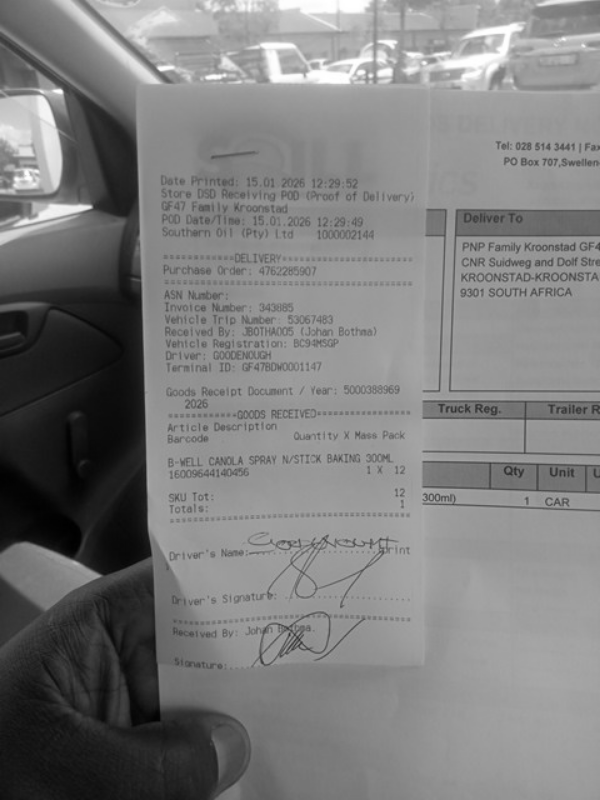 Date Printed: 15.01 2026 12:29:52
Store DSD Receiving POD (Proof of Delivery)
GF47 Family Kroonstad
POD Date/Time: 15.01.2026 12:29:49
Southern Oil (Pty) Ltd 1000002144
============DELIVERY============
Purchase Order: 4762285907
ASN Number:
Invoice Number: 343885
Vehicle Trip Number: 53067483
Received By: JBOTHA005 (Johan Bothma)
Vehicle Registration: BC94MSGP
Driver: GOODENOUGH
Terminal ID: GF47BDW0001147
Goods Receipt Document / Year: 5000388969
2026
===========GOODS RECEIVED===========
Article Description
Barcode Quantity X Mass Pack
B-WELL CANOLA SPRAY N/STICK BAKING 300ML
16009644140456 1 X 12
SKU Tot: 12
Totals: 1
Driver's Name: GOODENOUGH Print
Driver's Signature:
Received By: Johan Bothma.
Signature:
DELIVERY
Tel: 028 514 3441 | Fax
PO Box 707, Swellen
Deliver To
PNP Family Kroonstad GF4
CNR Suidweg and Dolf Stre
KROONSTAD-KROONSTA
9301 SOUTH AFRICA
Truck Reg. Trailer R
Qty Unit U
300ml) 1 CAR